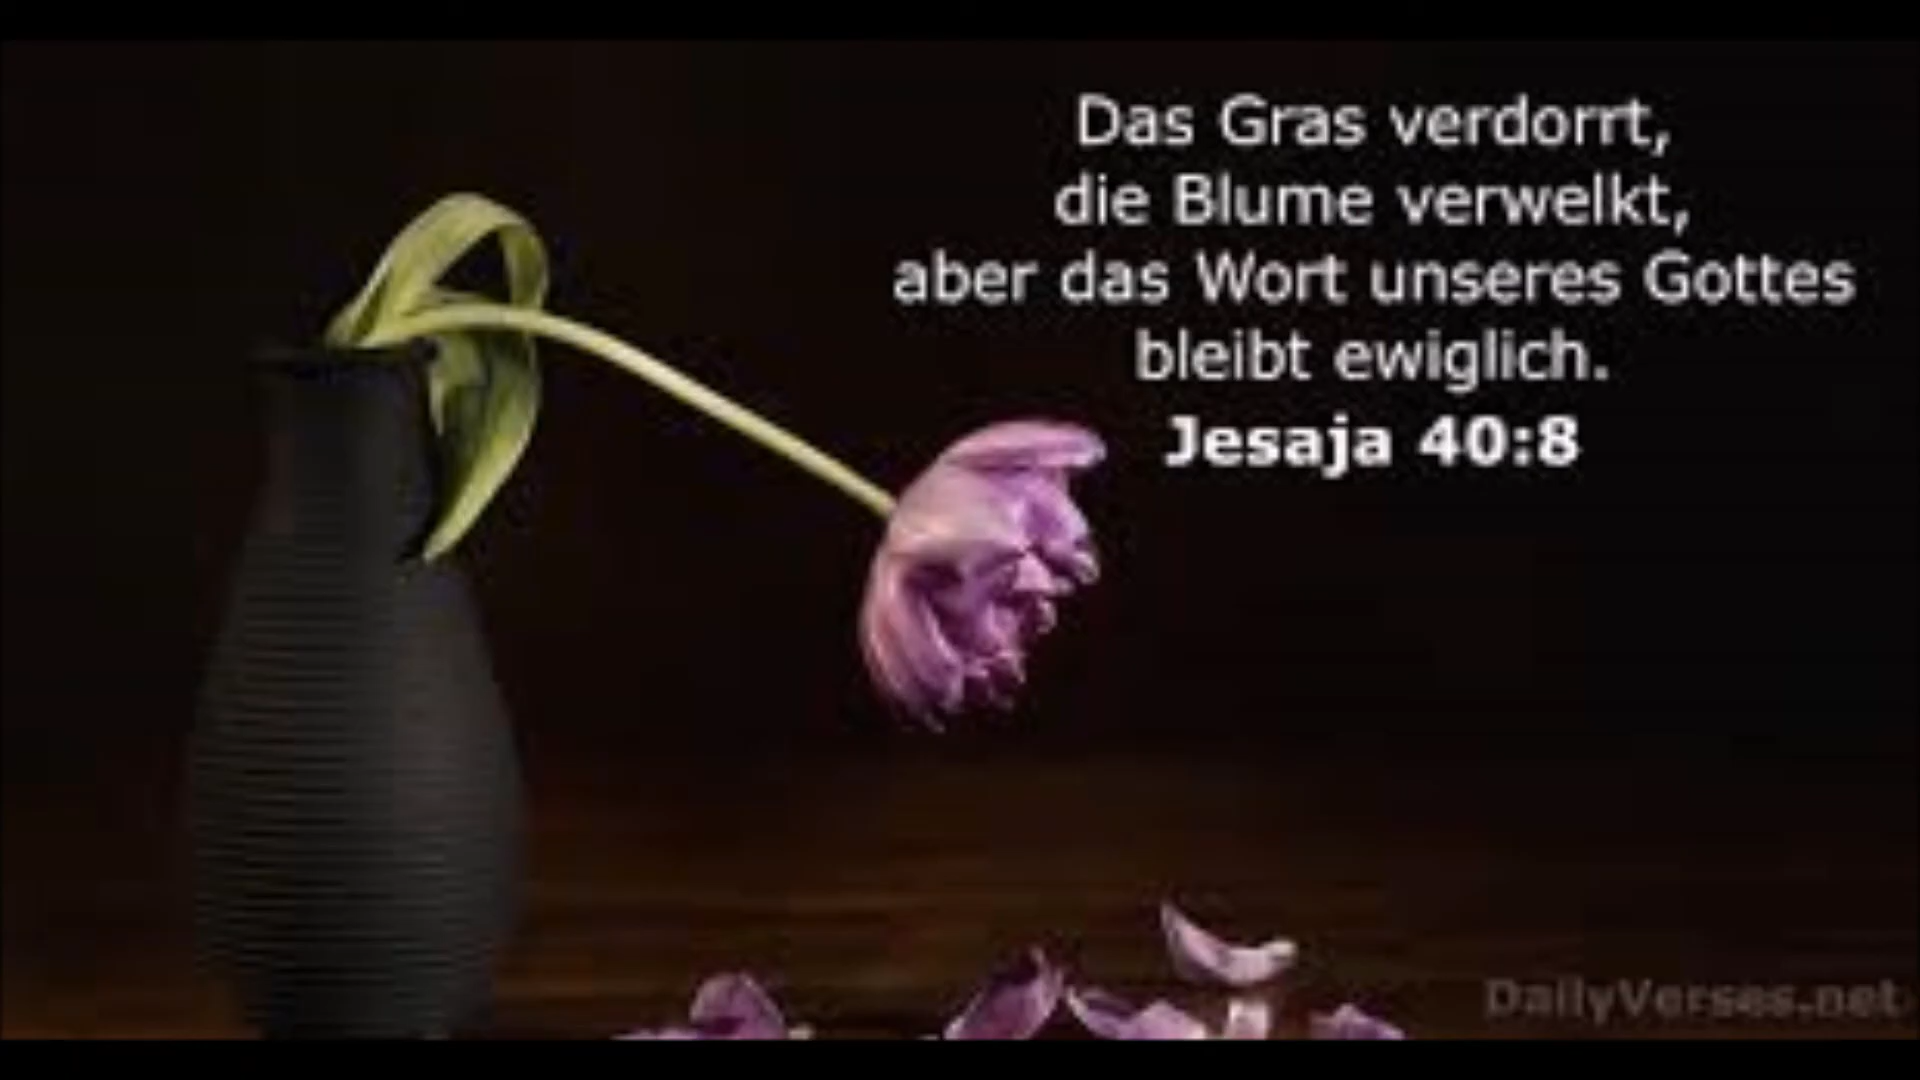 Das Gras verdorrt,
die Blume verwelkt,
aber das Wort unseres Gottes
bleibt ewiglich.
Jesaja 40:8
DailyVerses.net